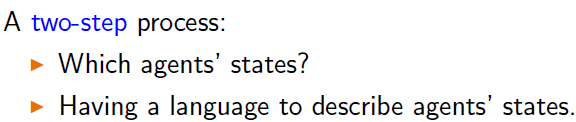 A two-step process:
▶ Which agents’ states?
▶ Having a language to describe agents’ states.